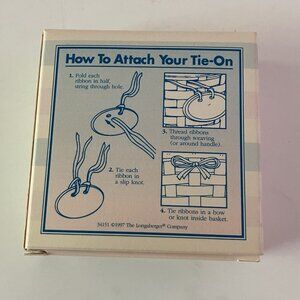 How To Attach Your Tie-On
1. Fold each
ribbon in half,
string through hole.
2. Tie each
ribbon in
a slip knot.
3. Thread ribbons
through weaving
(or around handle).
4. Tie ribbons in a bow
or knot inside basket.
34151 ©1997 The Longaberger® Company